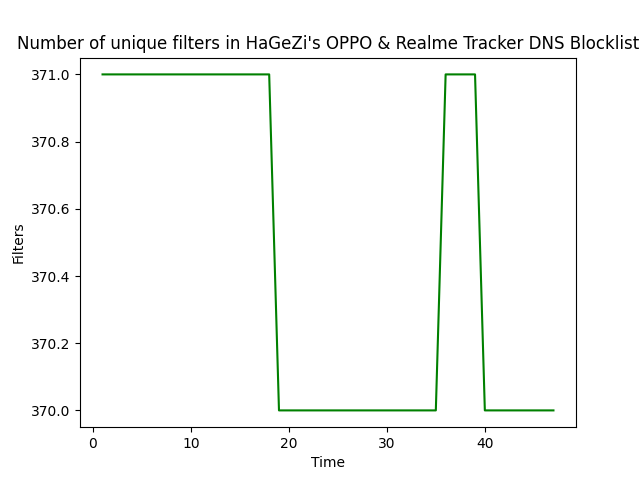 Number of unique filters in HaGeZi's OPPO & Realme Tracker DNS Blocklist
371.0
370.8
370.6
370.4
370.2
370.0
Filters
0 10 20 30 40
Time